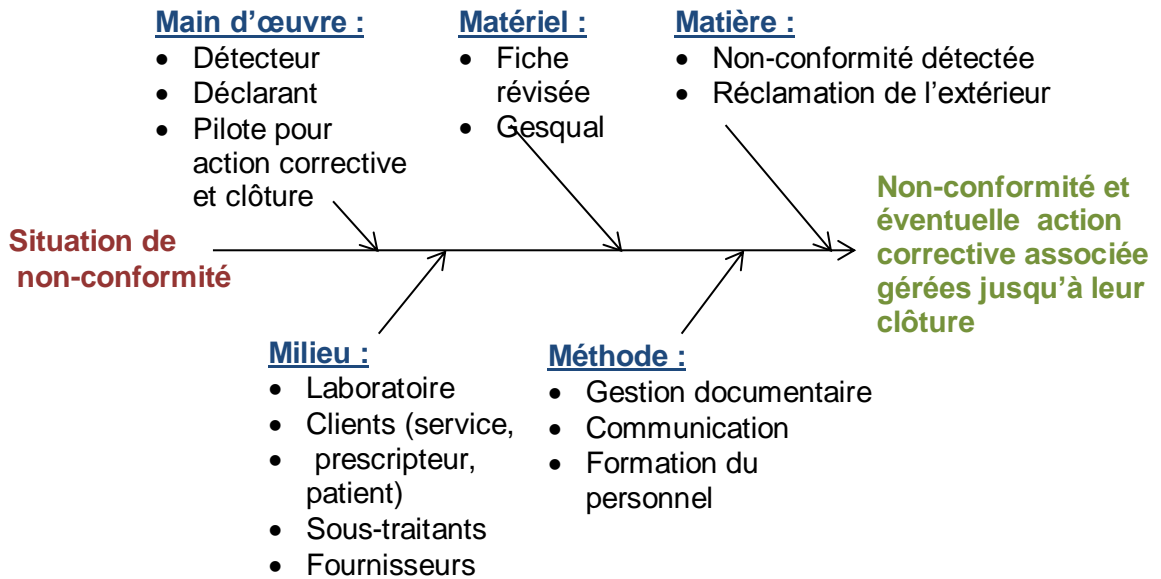 Main d’œuvre :
• Détecteur
• Déclarant
• Pilote pour
action corrective
et clôture
Matériel :
• Fiche
révisée
• Gesqual
Matière :
• Non-conformité détectée
• Réclamation de l’extérieur
Situation de
non-conformité
Non-conformité et
éventuelle action
corrective associée
gérées jusqu’à leur
clôture
Milieu :
• Laboratoire
• Clients (service,
• prescripteur,
patient)
• Sous-traitants
• Fournisseurs
Méthode :
• Gestion documentaire
• Communication
• Formation du
personnel